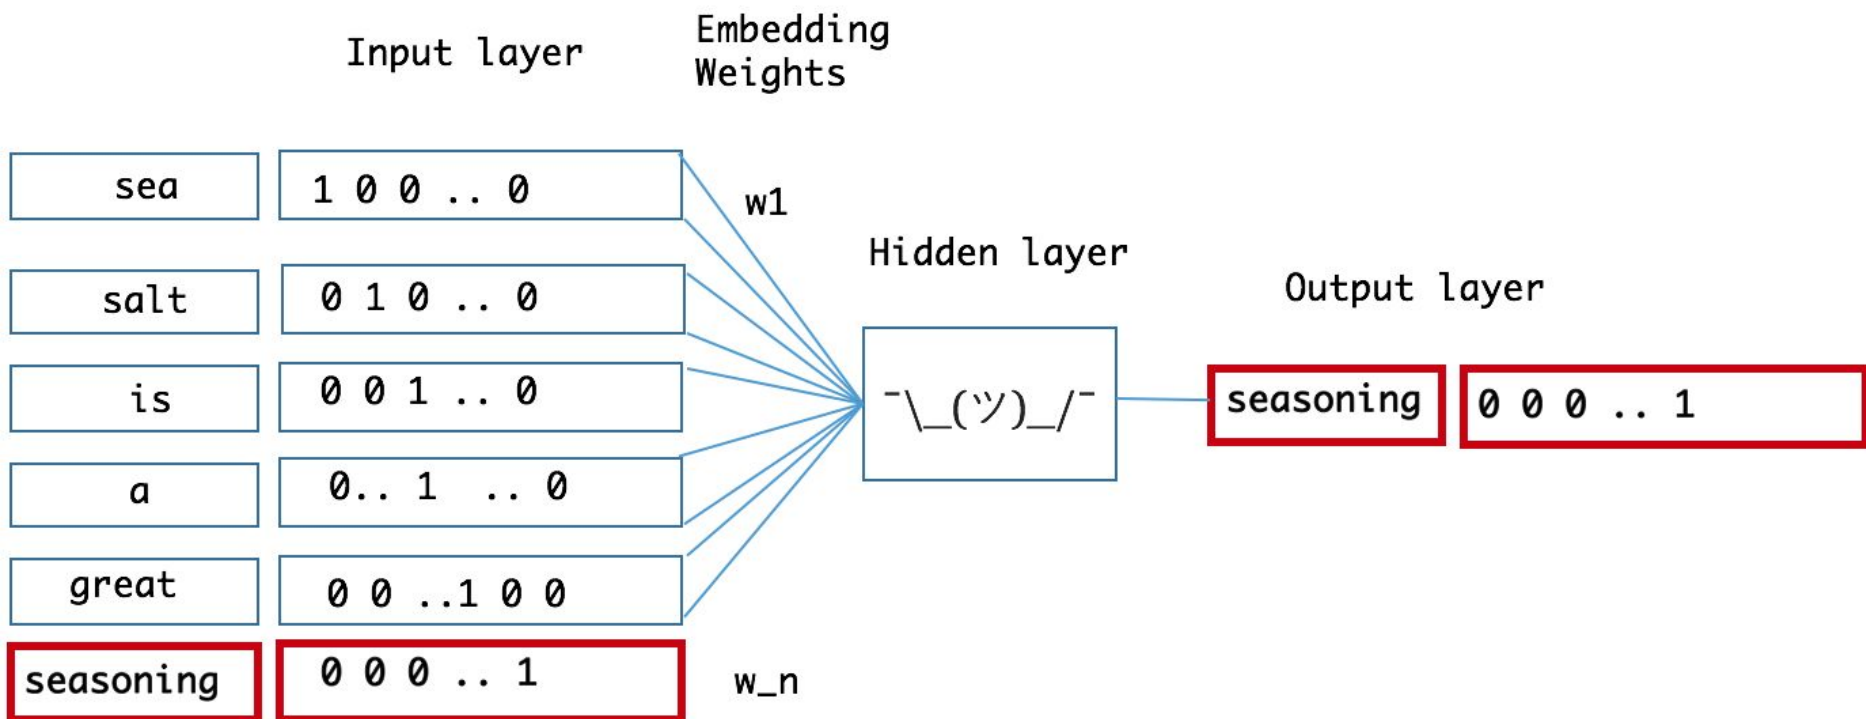 Input layer
Embedding
Weights
sea
1 0 0 .. 0
w1
salt
0 1 0 .. 0
is
0 0 1 .. 0
a
0.. 1 .. 0
great
0 0 ..1 0 0
seasoning
0 0 0 .. 1
w_n
Hidden layer
¯\_(ツ)_/¯
Output layer
seasoning
0 0 0 .. 1